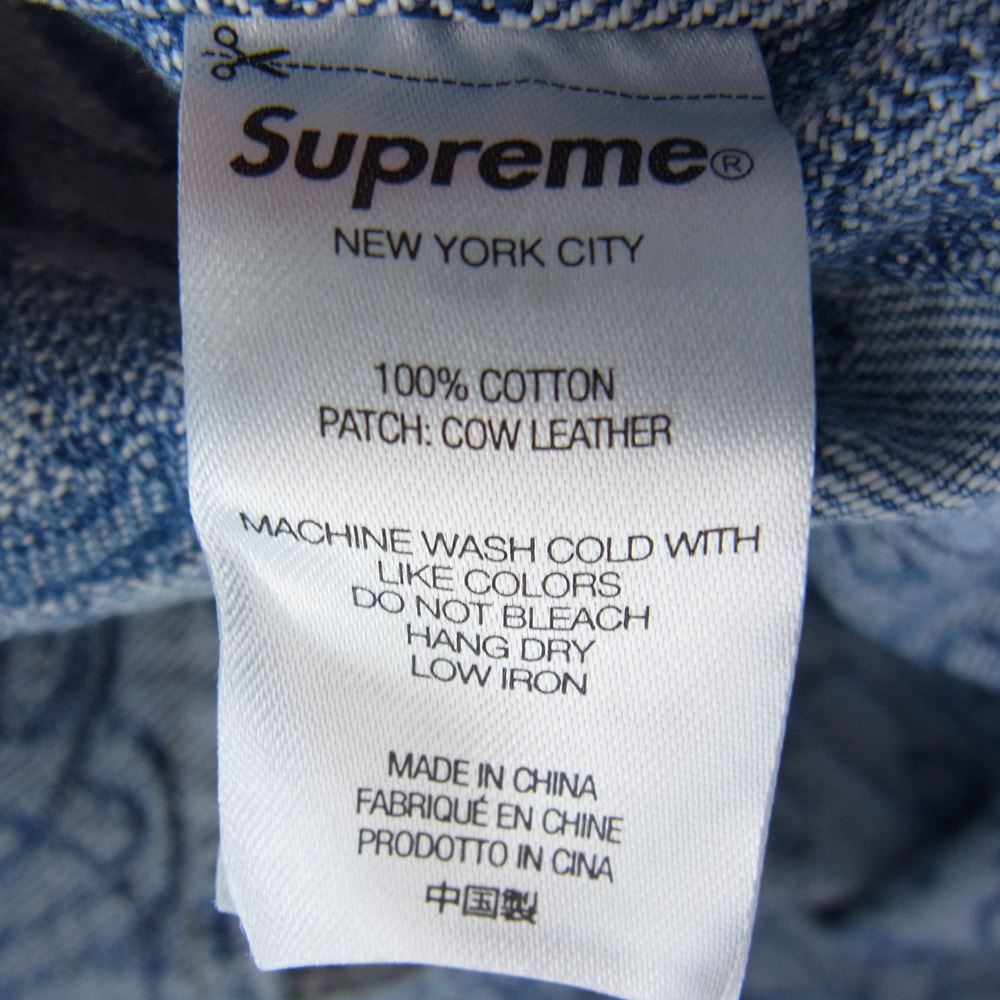 Supreme®
NEW YORK CITY
100% COTTON
PATCH: COW LEATHER
MACHINE WASH COLD WITH
LIKE COLORS
DO NOT BLEACH
HANG DRY
LOW IRON
MADE IN CHINA
FABRIQUÉ EN CHINE
PRODOTTO IN CINA
中国製